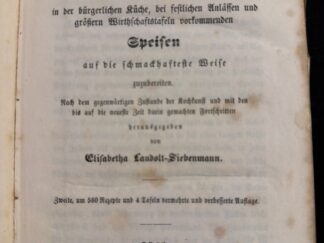 in der bürgerlichen Küche, bei festlichen Anlässen und
größern Wirthschaftstafeln vorkommenden
Speisen
auf die schmackhafteste Weise
zuzubereiten.
Nach dem gegenwärtigen Zustande der Kochkunst und mit den
bis auf die neueste Zeit darin gemachten Fortschritten
herausgegeben
von
Elisabetha Landolt-Siebenmann.
Zweite, um 580 Rezepte und 4 Tafeln vermehrte und verbesserte Auflage.